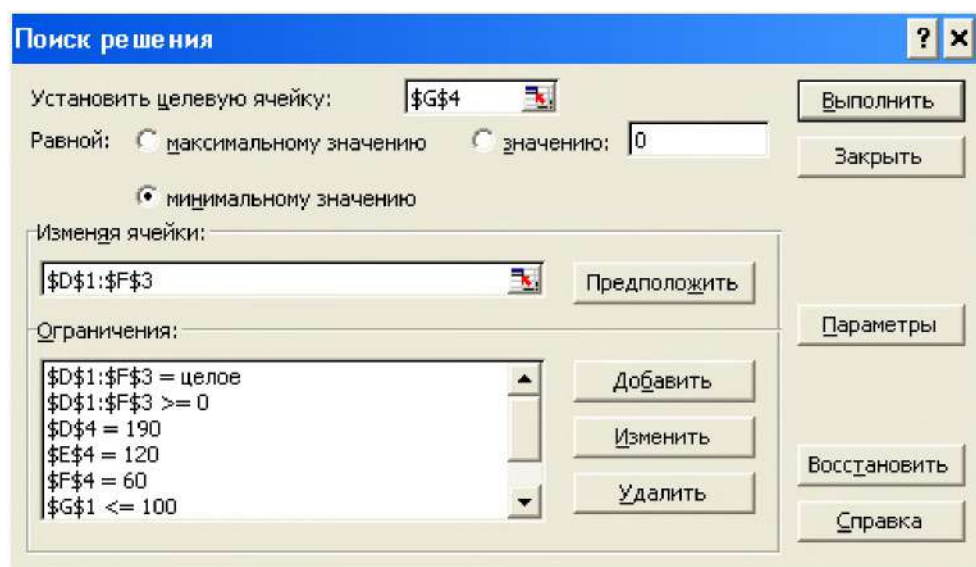 Поиск решения
Установить целевую ячейку: $G$4
Выполнить
Равной: максимальному значению значению: 0
Закрыть
минимальному значению
Изменяя ячейки:
$D$1:$F$3
Предположить
Ограничения:
Параметры
$D$1:$F$3 = целое
$D$1:$F$3 >= 0
$D$4 = 190
$E$4 = 120
$F$4 = 60
$G$1 <= 100
Добавить
Изменить
Удалить
Восстановить
Справка